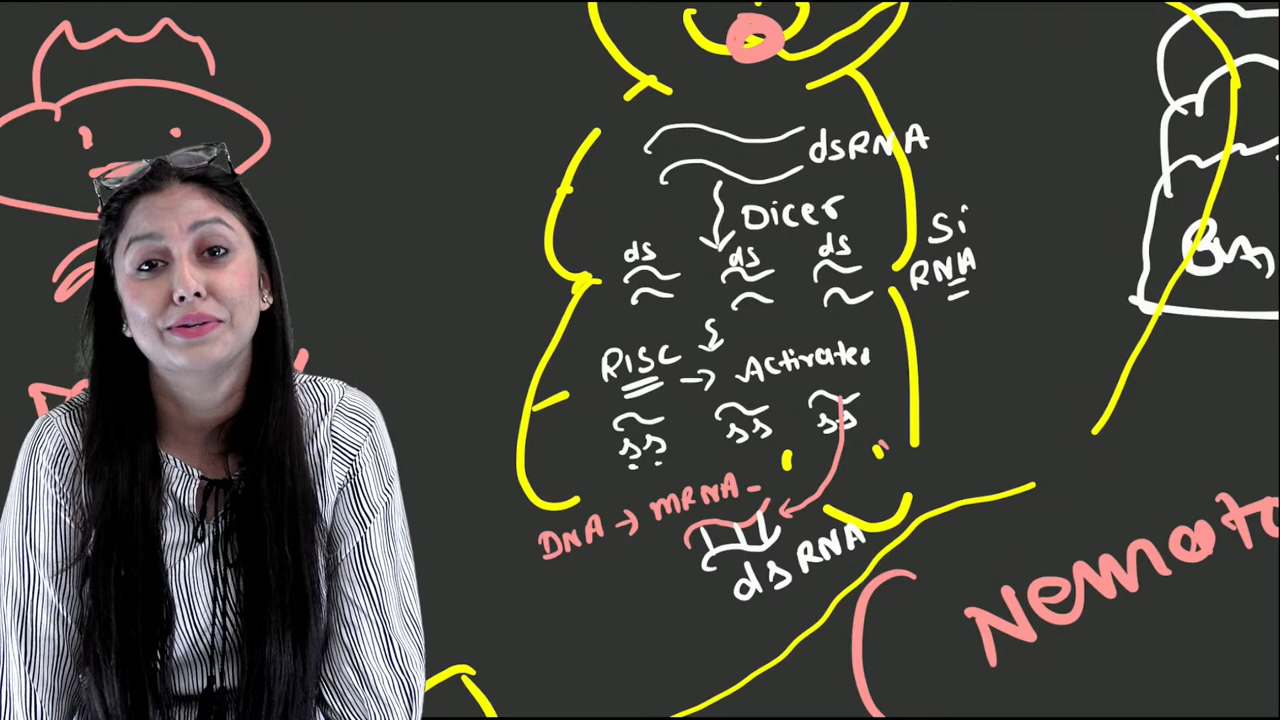 dsRNA
Dicer
ds ds ds
Si
RNA
RISC → Activated
ss ss ss
DNA → mRNA -
dsRNA
Nemato